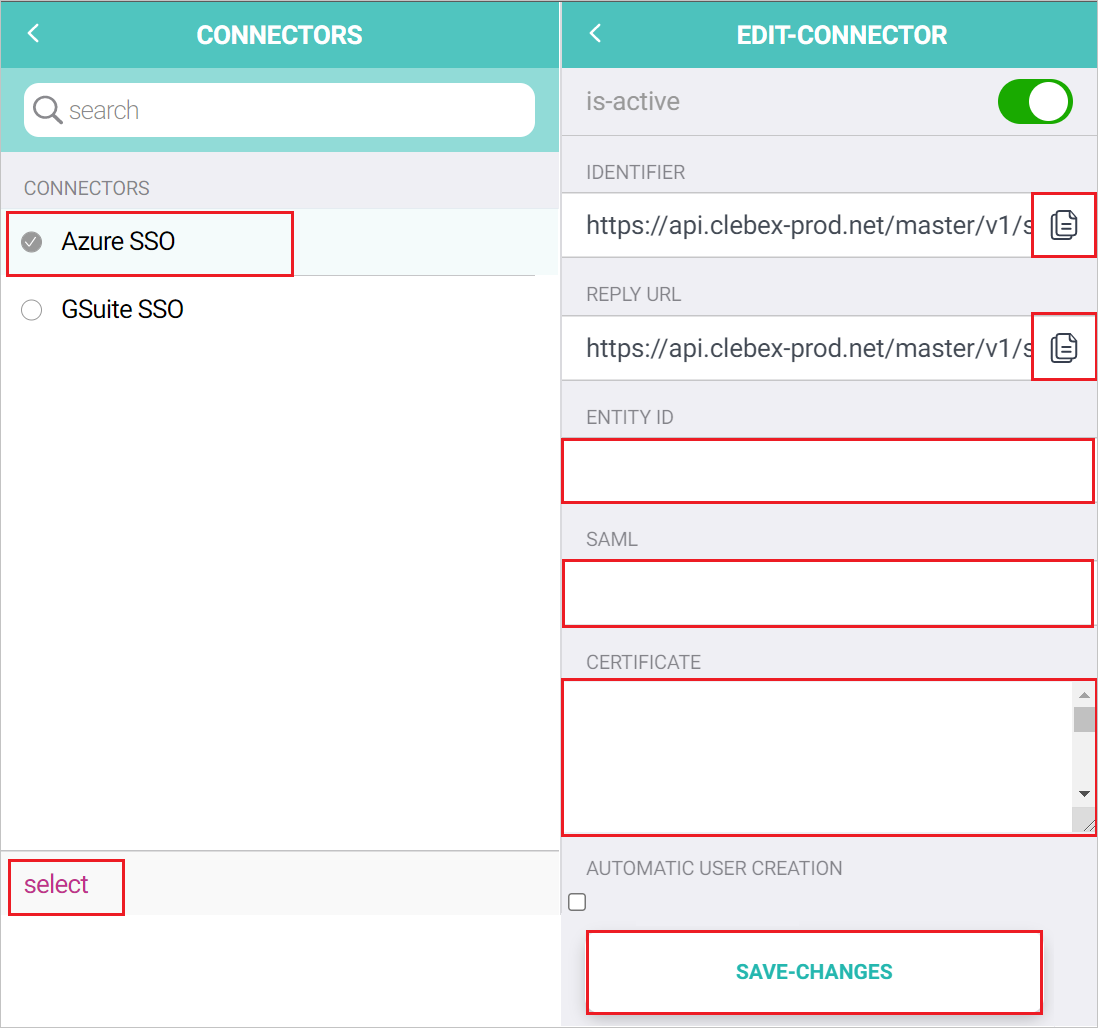 CONNECTORS
search
CONNECTORS
Azure SSO
GSuite SSO
select
EDIT-CONNECTOR
is-active
IDENTIFIER
https://api.clebex-prod.net/master/v1/s
REPLY URL
https://api.clebex-prod.net/master/v1/s
ENTITY ID
SAML
CERTIFICATE
AUTOMATIC USER CREATION
SAVE-CHANGES